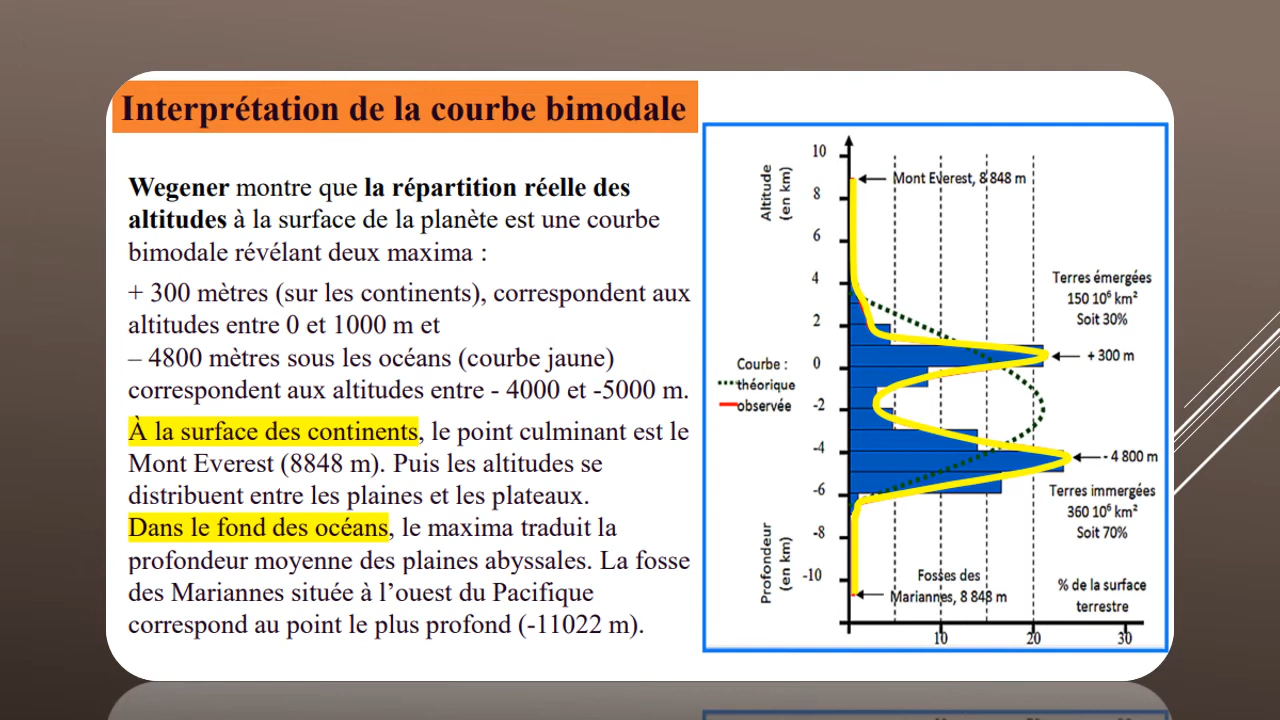 Interprétation de la courbe bimodale
Wegener montre que la répartition réelle des
altitudes à la surface de la planète est une courbe
bimodale révélant deux maxima :
+ 300 mètres (sur les continents), correspondent aux
altitudes entre 0 et 1000 m et
– 4800 mètres sous les océans (courbe jaune)
correspondent aux altitudes entre - 4000 et -5000 m.
À la surface des continents, le point culminant est le
Mont Everest (8848 m). Puis les altitudes se
distribuent entre les plaines et les plateaux.
Dans le fond des océans, le maxima traduit la
profondeur moyenne des plaines abyssales. La fosse
des Mariannes située à l’ouest du Pacifique
correspond au point le plus profond (-11022 m).
Altitude
(en km)
10
8
6
4
2
0
-2
-4
-6
-8
-10
Profondeur
(en km)
Mont Everest, 8 848 m
Terres émergées
150 10⁶ km²
Soit 30%
+ 300 m
Courbe :
théorique
observée
- 4 800 m
Terres immergées
360 10⁶ km²
Soit 70%
Fosses des
Mariannes, 8 848 m
% de la surface
terrestre
10
20
30